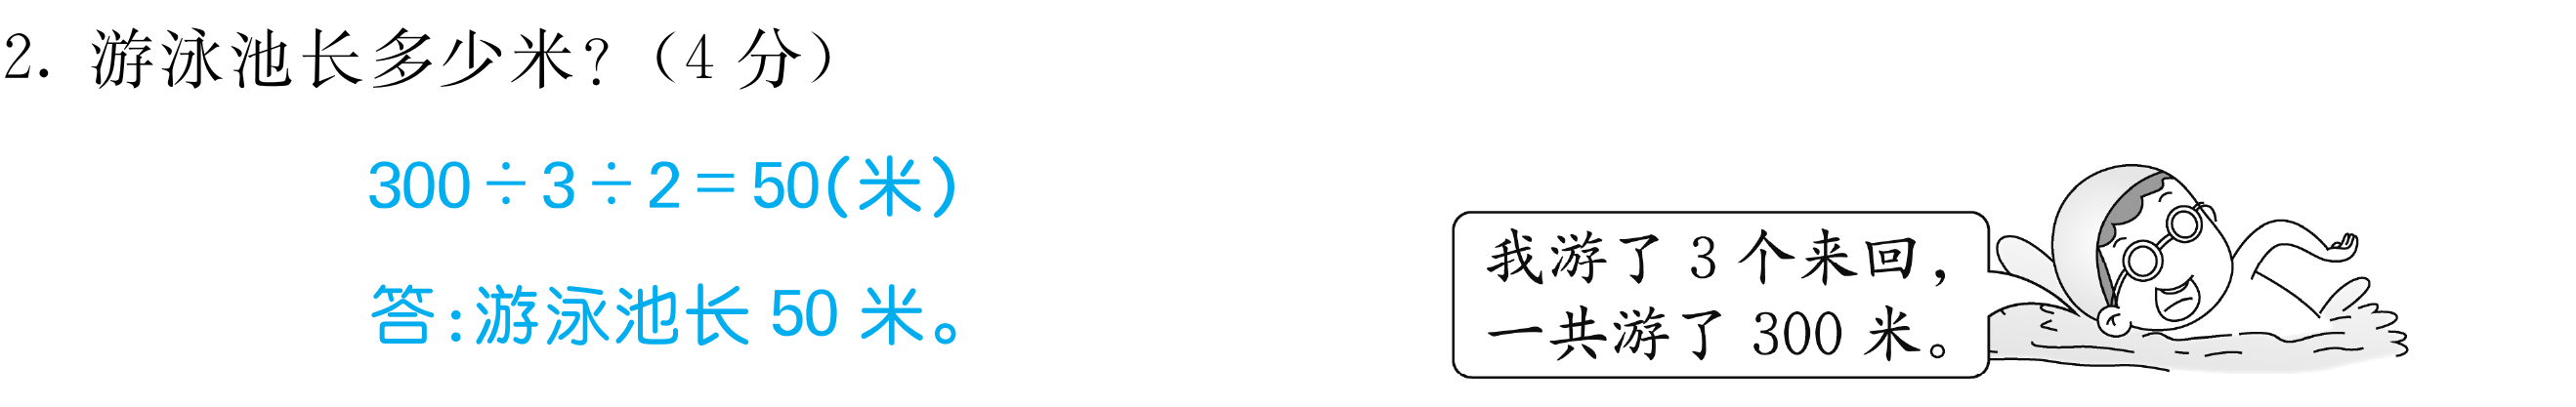 2. 游泳池长多少米?(4 分)
300÷3÷2=50(米)
答:游泳池长 50 米。
我游了 3 个来回,
一共游了 300 米。